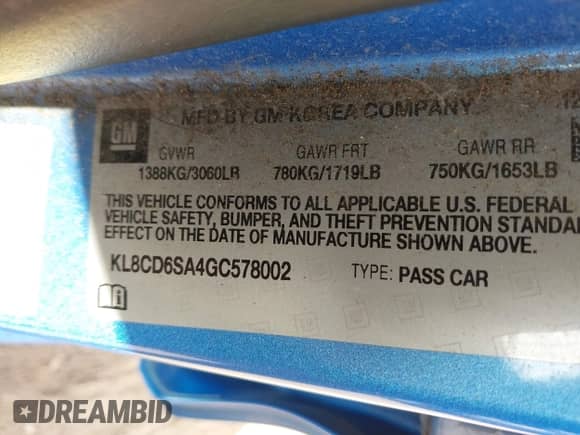 MFD BY GM KOREA COMPANY
GM
GVWR GAWR FRT GAWR RR
1388KG/3060LB 780KG/1719LB 750KG/1653LB
THIS VEHICLE CONFORMS TO ALL APPLICABLE U.S. FEDERAL
VEHICLE SAFETY, BUMPER, AND THEFT PREVENTION STANDA
EFFECT ON THE DATE OF MANUFACTURE SHOWN ABOVE.
KL8CD6SA4GC578002 TYPE: PASS CAR
DREAMBID